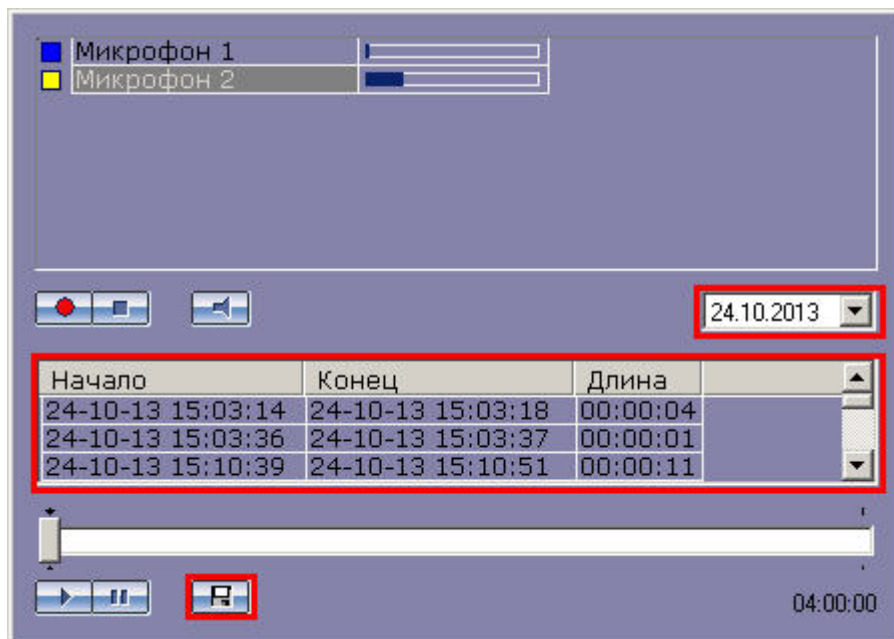 Микрофон 1
Микрофон 2
24.10.2013
Начало Конец Длина
24-10-13 15:03:14 24-10-13 15:03:18 00:00:04
24-10-13 15:03:36 24-10-13 15:03:37 00:00:01
24-10-13 15:10:39 24-10-13 15:10:51 00:00:11
04:00:00